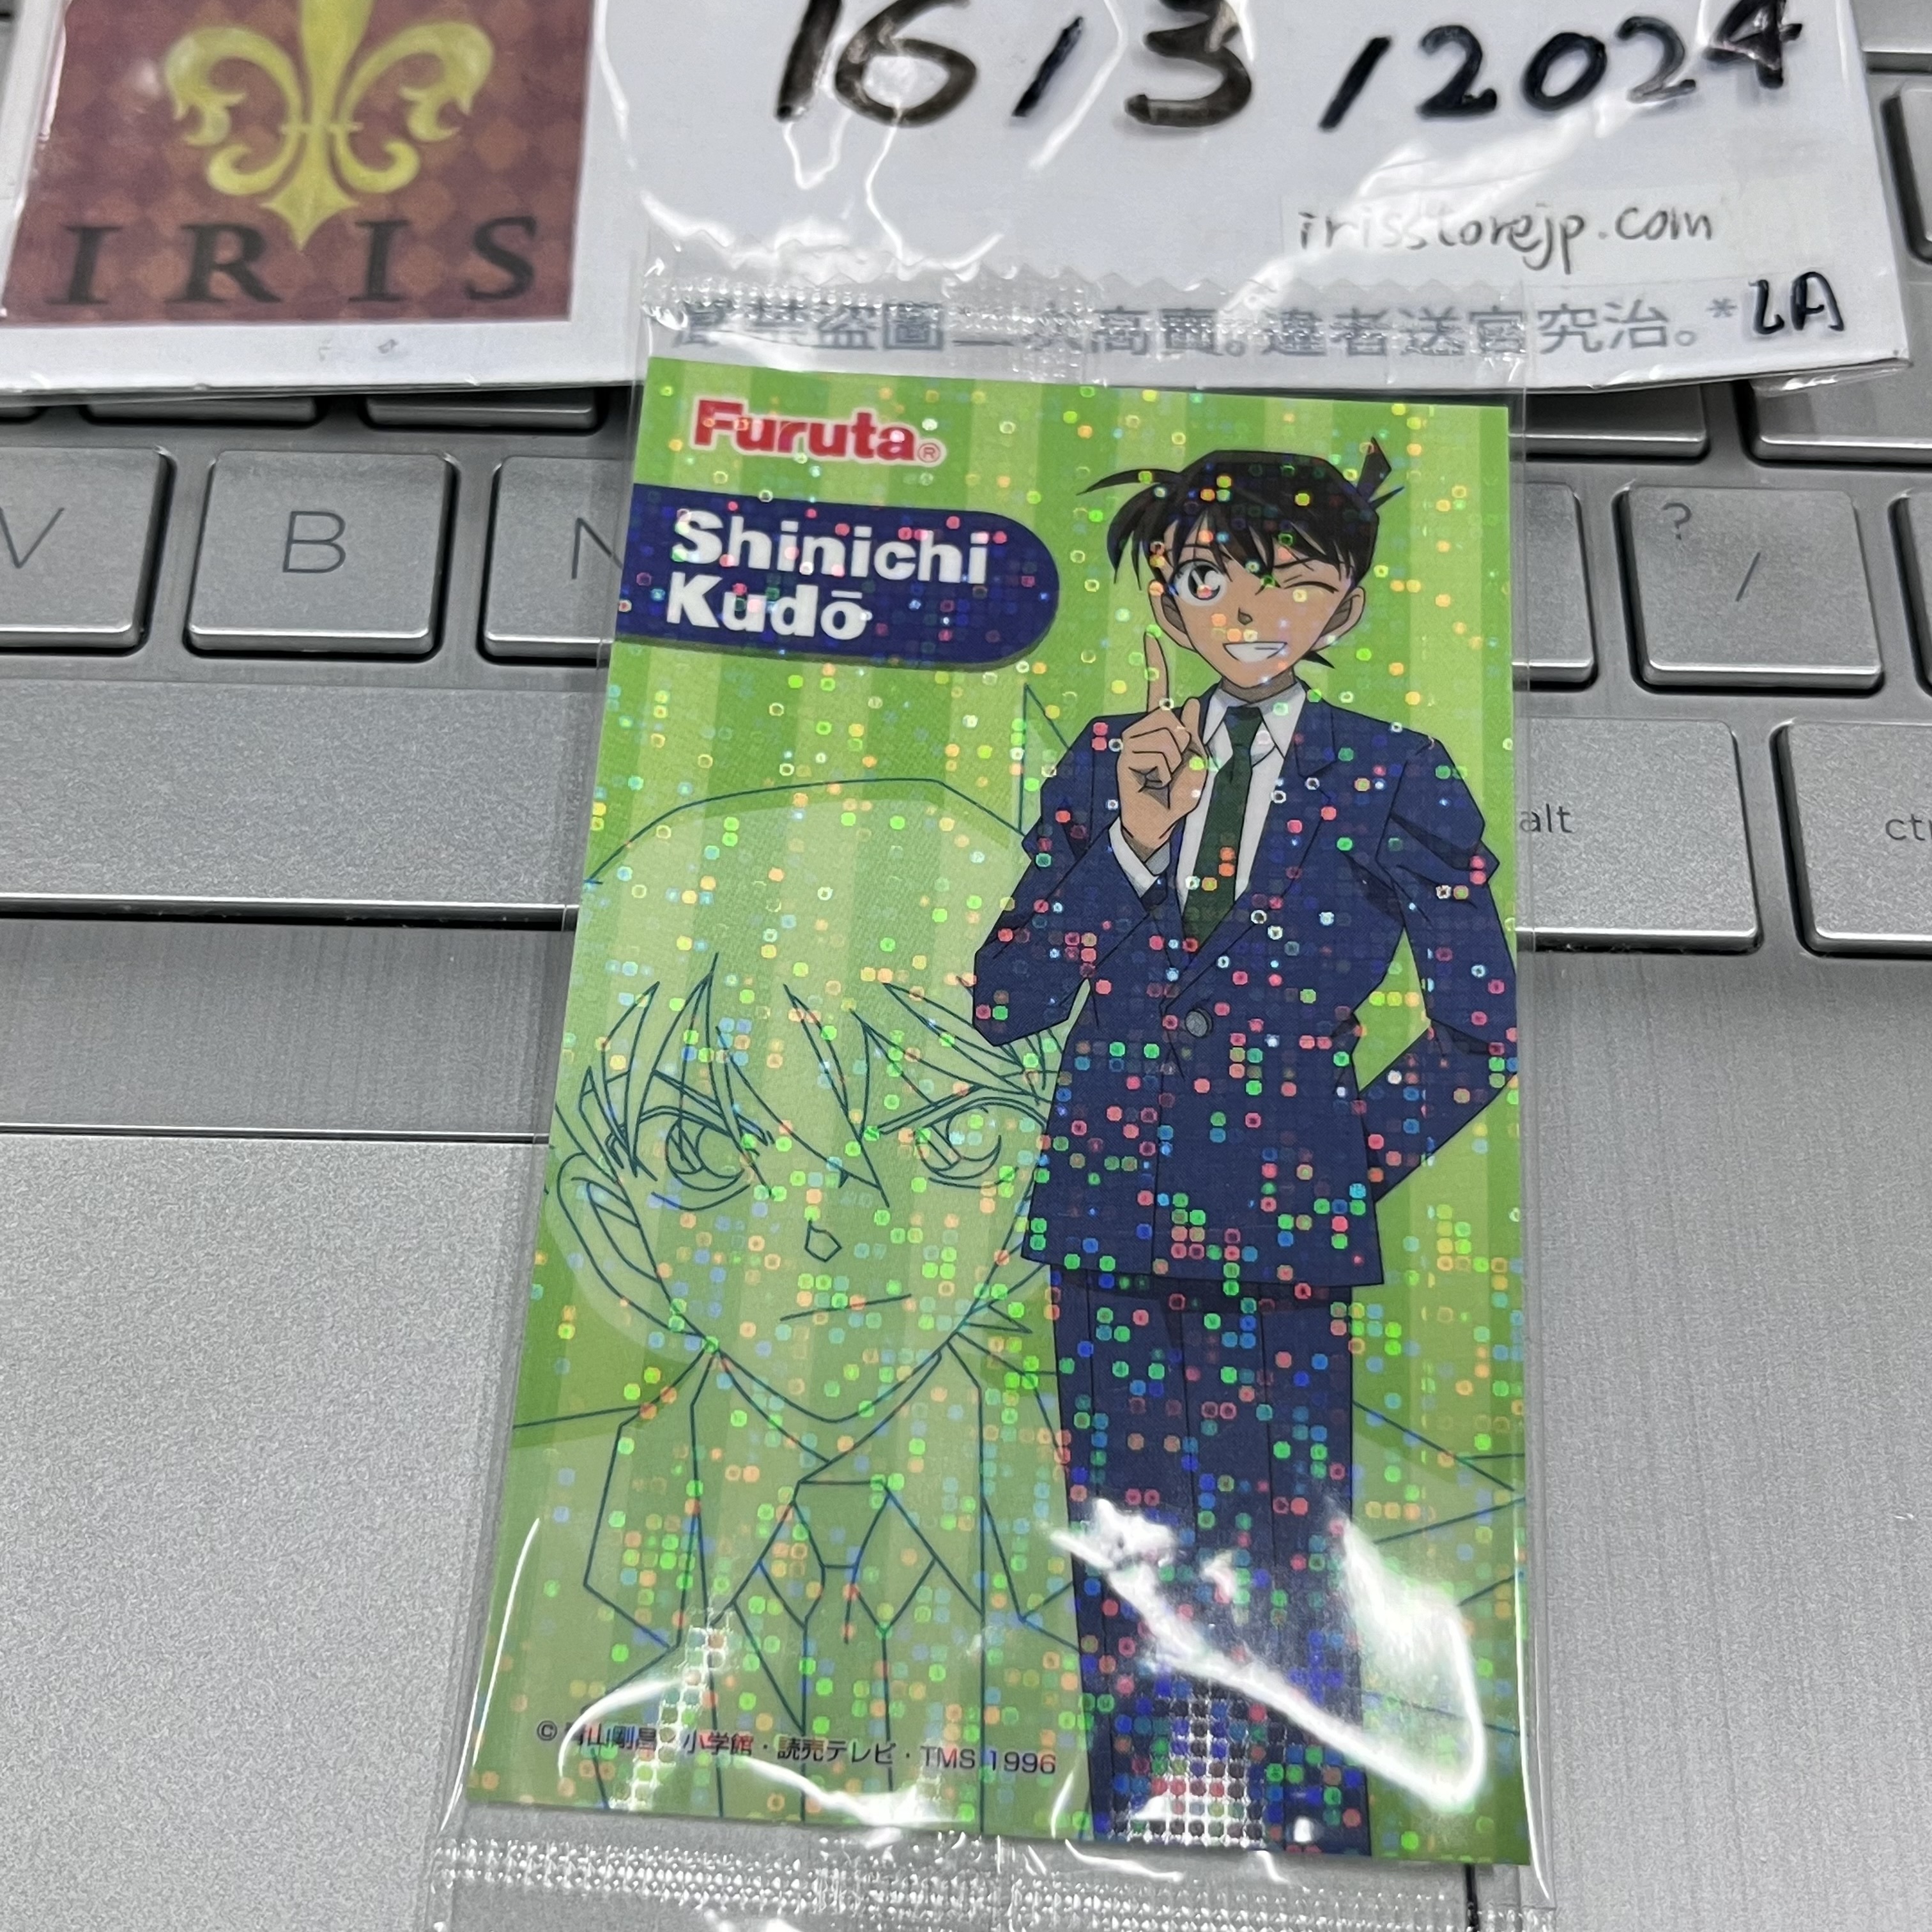 16/3/2024
IRIS
irisstorejp.com
嚴禁盜圖二次高賣。違者送官究治。*LA
Furuta®
Shinichi
Kudō
V
B
N
?
/
alt
ctr
© 青山剛昌・小学館・読売テレビ・TMS 1996